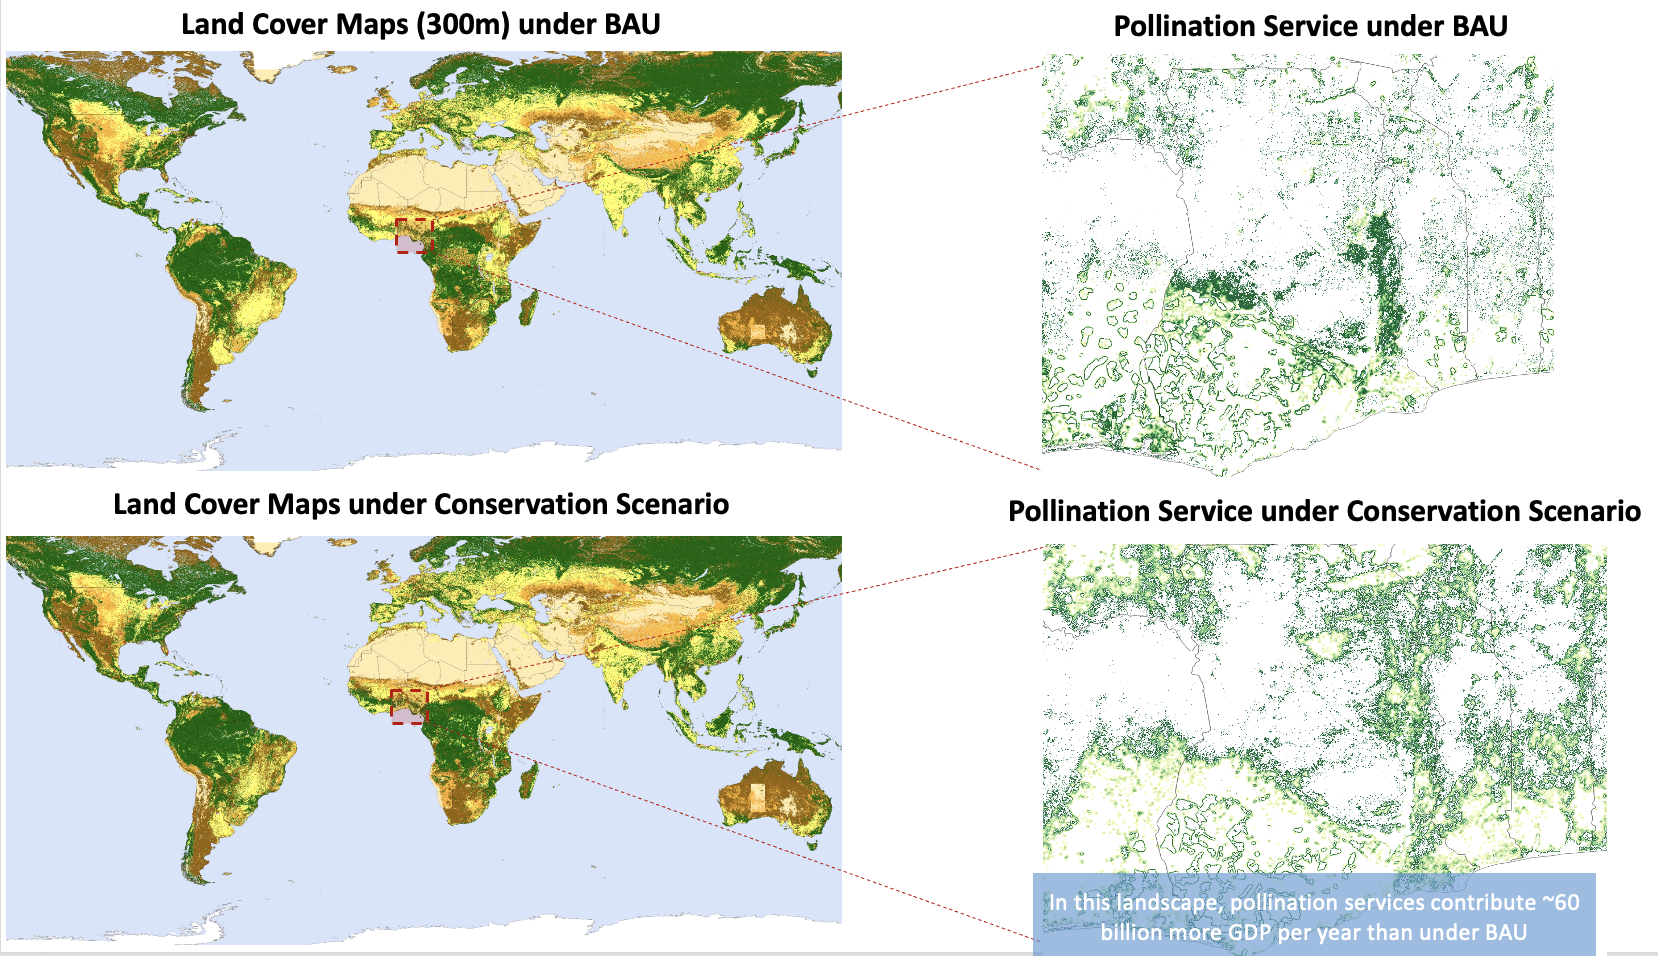 Land Cover Maps (300m) under BAU
Pollination Service under BAU
Land Cover Maps under Conservation Scenario
Pollination Service under Conservation Scenario
In this landscape, pollination services contribute ~60
billion more GDP per year than under BAU